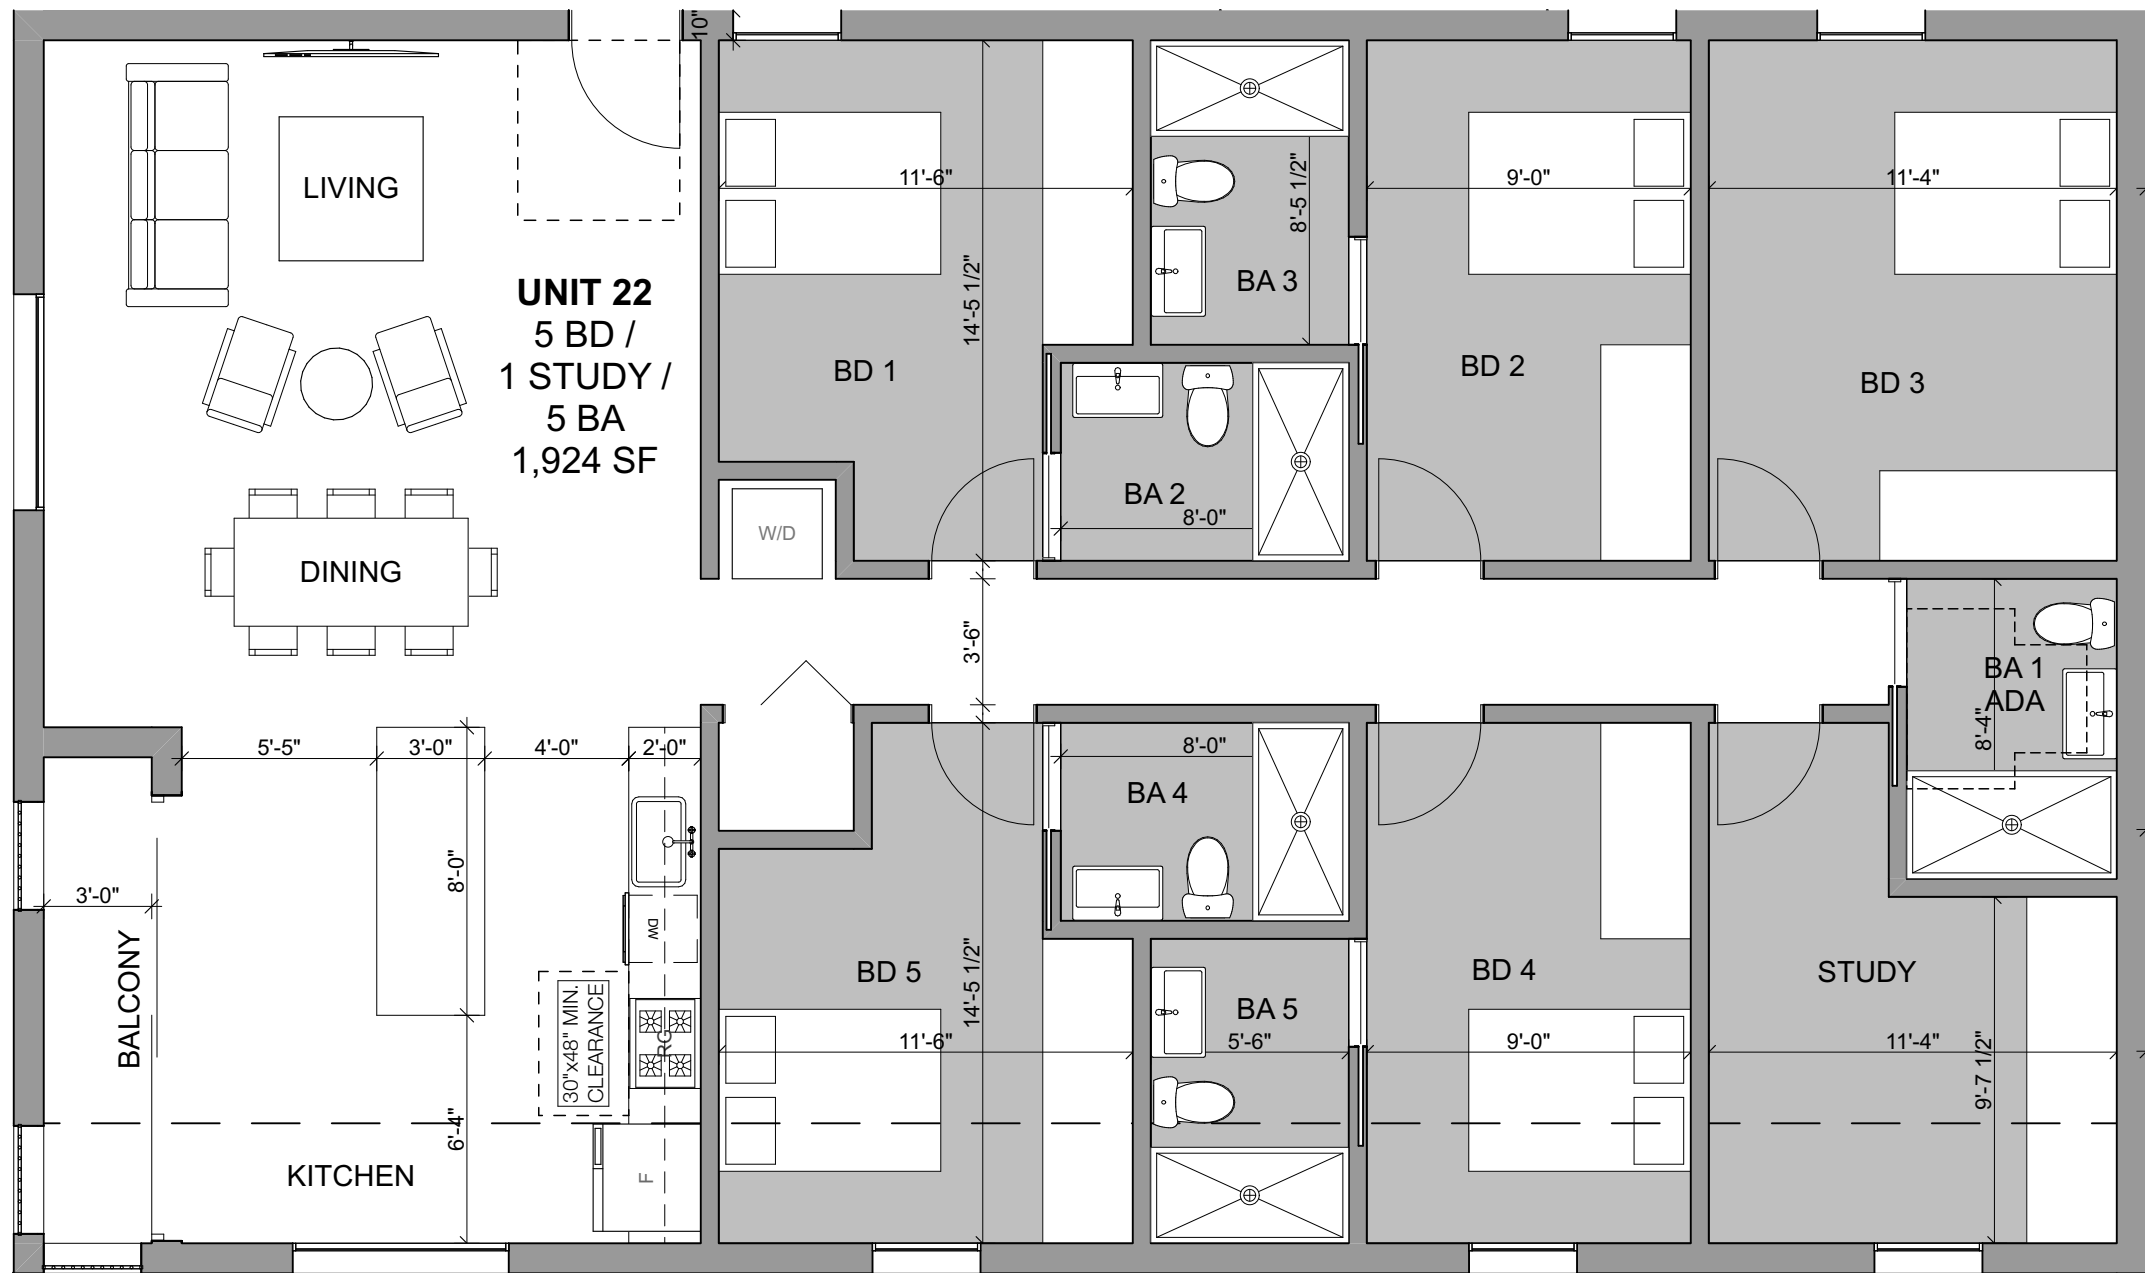 10"
LIVING
UNIT 22
5 BD /
1 STUDY /
5 BA
1,924 SF
DINING
11'-6"
14'-5 1/2"
BD 1
W/D
8'-5 1/2"
BA 3
BA 2
8'-0"
9'-0"
BD 2
11'-4"
BD 3
3'-6"
BA 1
ADA
8'-4"
5'-5"
3'-0"
4'-0"
2'-0"
8'-0"
3'-0"
BALCONY
DW
30"x48" MIN.
CLEARANCE
RG
6'-4"
KITCHEN
F
8'-0"
BA 4
BD 5
14'-5 1/2"
11'-6"
BA 5
5'-6"
BD 4
9'-0"
STUDY
11'-4"
9'-7 1/2"